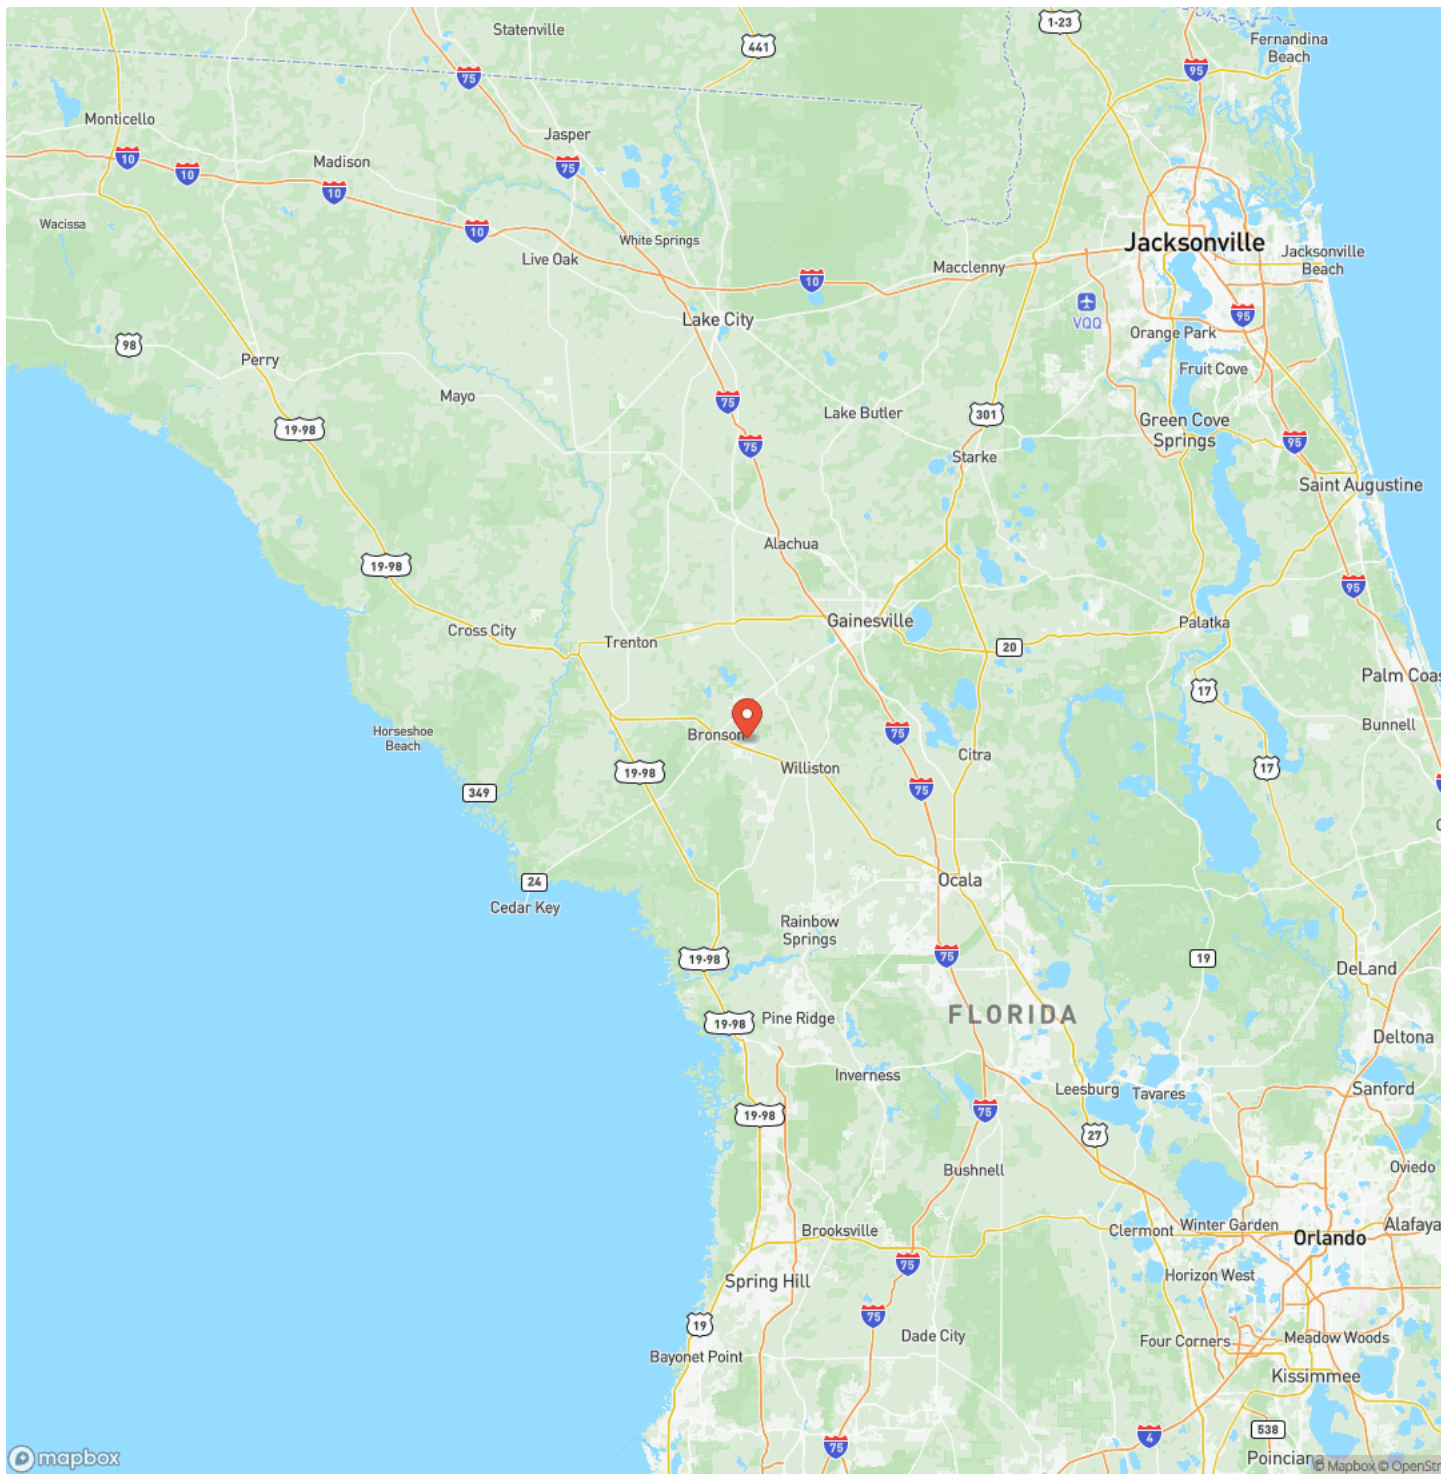 Statenville
1-23
441
Fernandina
Beach
75
95
Monticello
Jasper
10
10
Madison
10
75
Wacissa
10
White Springs
Live Oak
Jacksonville
Jacksonville
Beach
10
Macclenny
VQQ
95
Lake City
Orange Park
98
Perry
Fruit Cove
Mayo
75
Lake Butler
301
19-98
Green Cove
Springs
75
95
Starke
Saint Augustine
Alachua
19-98
95
Cross City
Trenton
Gainesville
20
Palatka
17
Palm Coas
Horseshoe
Beach
Bronson
75
Bunnell
19-98
Williston
Citra
17
349
75
24
Cedar Key
Ocala
Rainbow
Springs
19-98
75
19
DeLand
19-98
Pine Ridge
FLORIDA
Deltona
Inverness
Leesburg
Tavares
Sanford
19-98
75
27
Bushnell
Oviedo
Brooksville
Clermont
Winter Garden
Orlando
Alafaya
75
Spring Hill
Horizon West
19
75
Dade City
Four Corners
Meadow Woods
Bayonet Point
Kissimmee
75
4
538
Poinciana
mapbox
© Mapbox © OpenStr